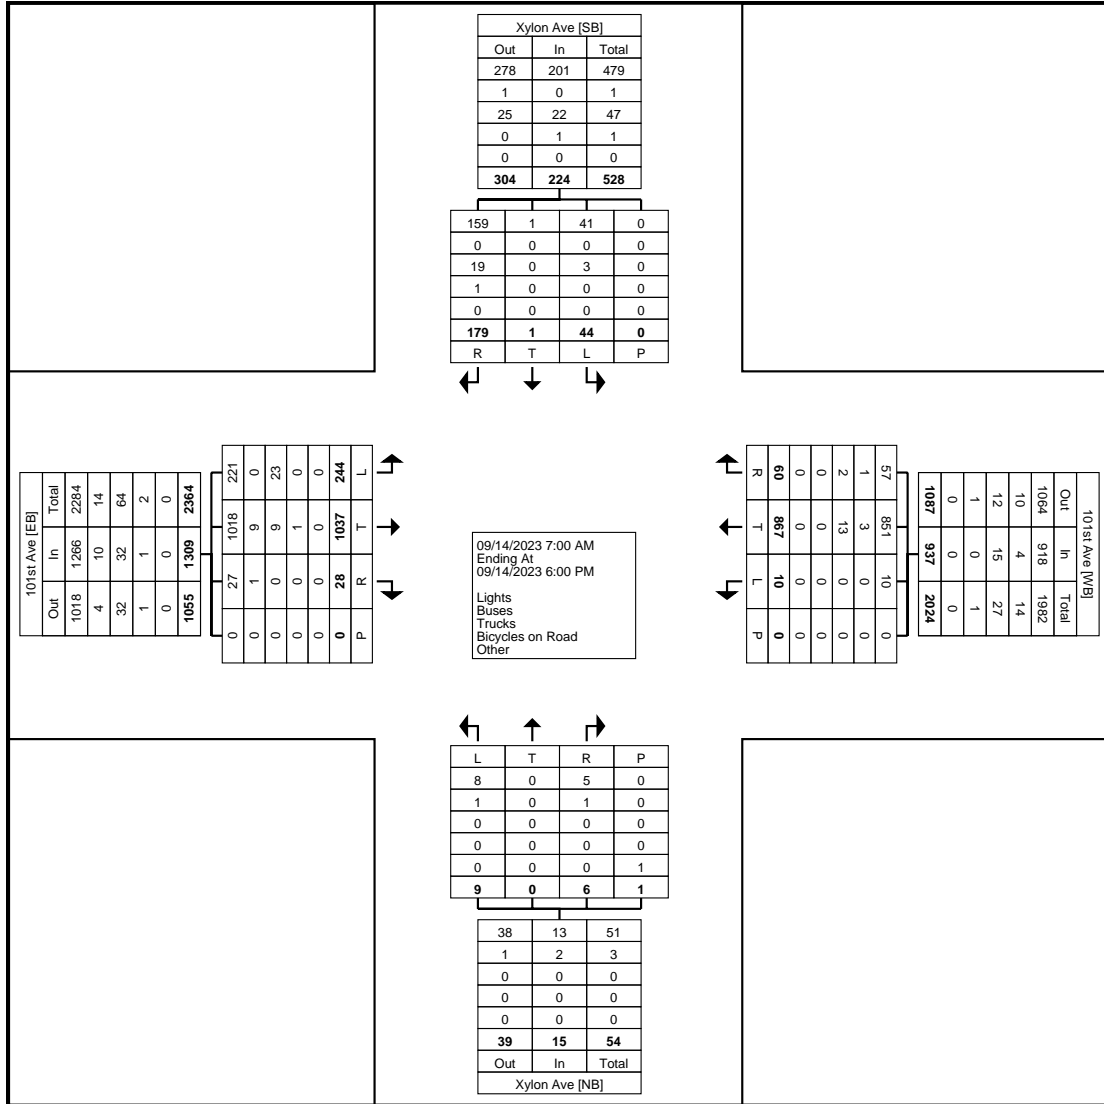 Xylon Ave [SB]
Out In Total
278 201 479
1 0 1
25 22 47
0 1 1
0 0 0
304 224 528
159 1 41 0
0 0 0 0
19 0 3 0
1 0 0 0
0 0 0 0
179 1 44 0
R T L P
101st Ave [EB]
Total In Out
2284 1266 1018
14 10 4
64 32 32
2 1 1
0 0 0
2364 1309 1055
221 1018 27 0
0 9 1 0
23 9 0 0
0 1 0 0
0 0 0 0
244 1037 28 0
L T R P
09/14/2023 7:00 AM
Ending At
09/14/2023 6:00 PM
Lights
Buses
Trucks
Bicycles on Road
Other
101st Ave [WB]
Out In Total
1064 918 1982
10 4 14
12 15 27
1 0 1
0 0 0
1087 937 2024
57 851 10 0
1 3 0 0
2 13 0 0
0 0 0 0
0 0 0 0
60 867 10 0
R T L P
L T R P
8 0 5 0
1 0 1 0
0 0 0 0
0 0 0 0
0 0 0 1
9 0 6 1
38 13 51
1 2 3
0 0 0
0 0 0
0 0 0
39 15 54
Out In Total
Xylon Ave [NB]